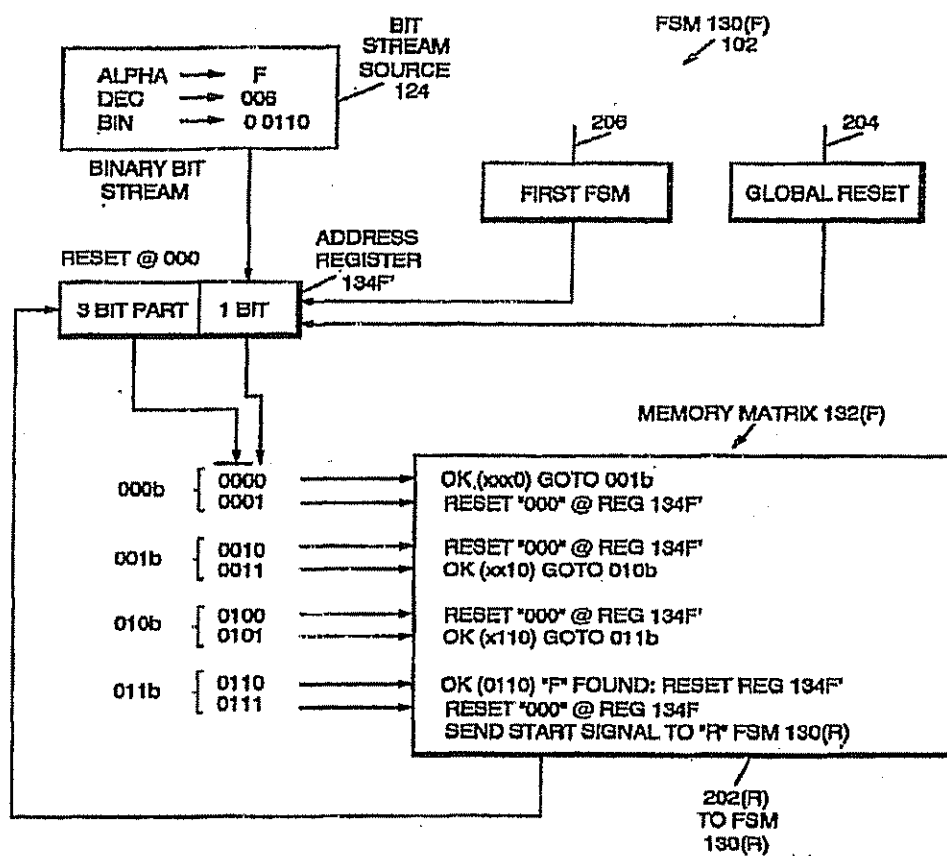 BIT
STREAM
SOURCE
124
FSM 130(F)
102
ALPHA F
DEC 006
BIN 0 0110
BINARY BIT
STREAM
206
204
FIRST FSM
GLOBAL RESET
RESET @ 000
ADDRESS
REGISTER
134F'
3 BIT PART
1 BIT
MEMORY MATRIX 132(F)
000b
0000
0001
OK (xxx0) GOTO 001b
RESET "000" @ REG 134F'
001b
0010
0011
RESET "000" @ REG 134F'
OK (xx10) GOTO 010b
010b
0100
0101
RESET "000" @ REG 134F'
OK (x110) GOTO 011b
011b
0110
0111
OK (0110) "F" FOUND: RESET REG 134F'
RESET "000" @ REG 134F
SEND START SIGNAL TO "R" FSM 130(R)
202(R)
TO FSM
130(R)